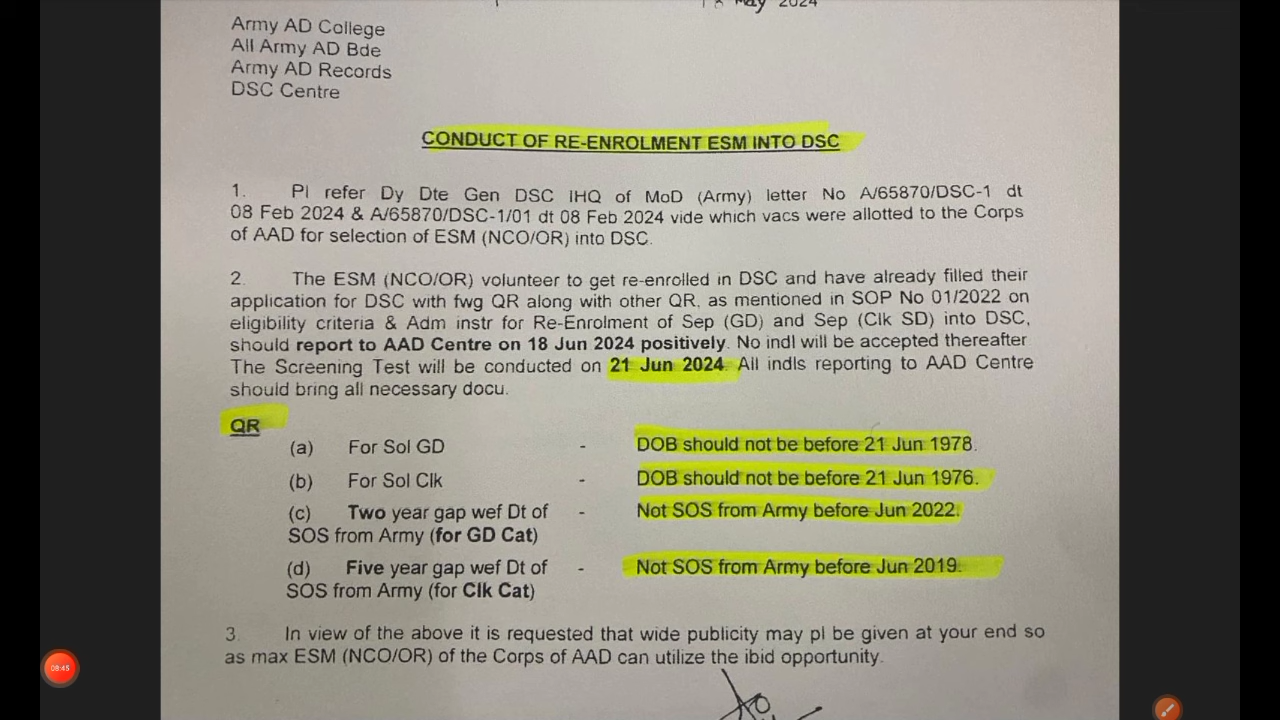 May 2024
Army AD College
All Army AD Bde
Army AD Records
DSC Centre
CONDUCT OF RE-ENROLMENT ESM INTO DSC
1. Pl refer Dy Dte Gen DSC IHQ of MoD (Army) letter No A/65870/DSC-1 dt
08 Feb 2024 & A/65870/DSC-1/01 dt 08 Feb 2024 vide which vacs were allotted to the Corps
of AAD for selection of ESM (NCO/OR) into DSC.
2. The ESM (NCO/OR) volunteer to get re-enrolled in DSC and have already filled their
application for DSC with fwg QR along with other QR, as mentioned in SOP No 01/2022 on
eligibility criteria & Adm instr for Re-Enrolment of Sep (GD) and Sep (Clk SD) into DSC,
should report to AAD Centre on 18 Jun 2024 positively. No indl will be accepted thereafter
The Screening Test will be conducted on 21 Jun 2024. All indls reporting to AAD Centre
should bring all necessary docu.
QR
(a) For Sol GD - DOB should not be before 21 Jun 1978.
(b) For Sol Clk - DOB should not be before 21 Jun 1976.
(c) Two year gap wef Dt of - Not SOS from Army before Jun 2022.
SOS from Army (for GD Cat)
(d) Five year gap wef Dt of - Not SOS from Army before Jun 2019.
SOS from Army (for Clk Cat)
3. In view of the above it is requested that wide publicity may pl be given at your end so
as max ESM (NCO/OR) of the Corps of AAD can utilize the ibid opportunity.
08:45